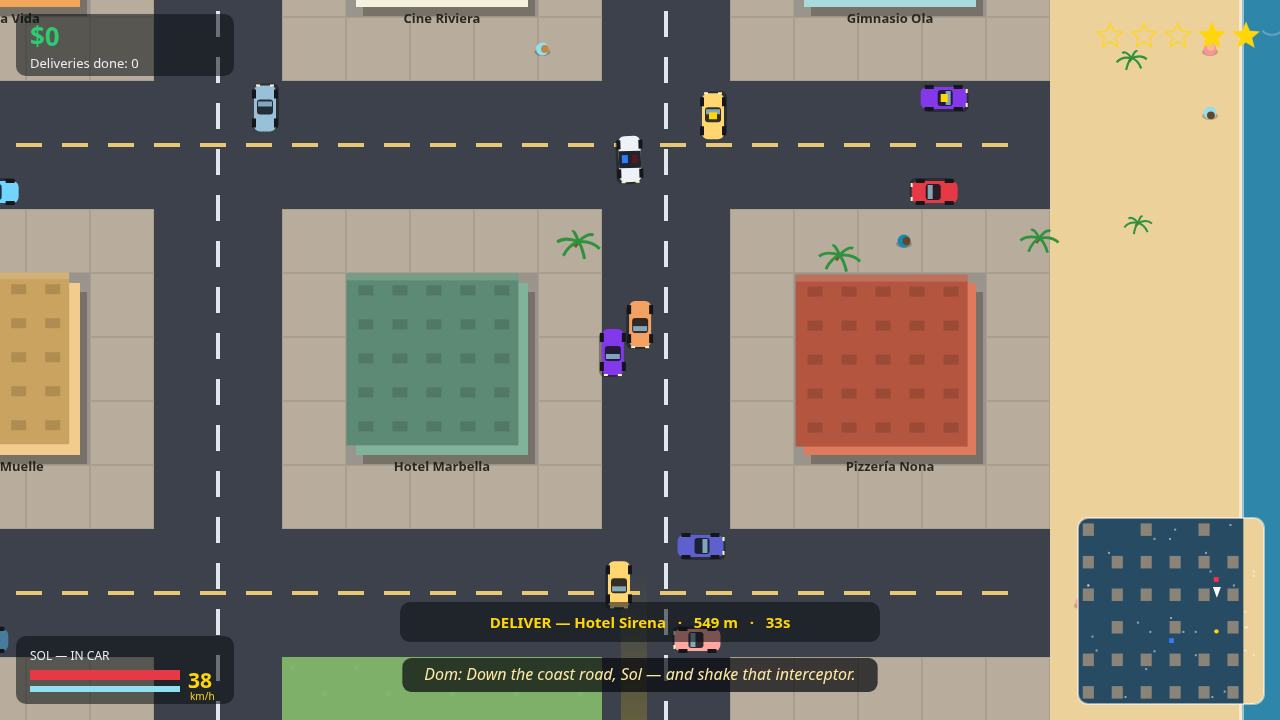 a Vida
Cine Riviera
Gimnasio Ola
$0
Deliveries done: 0
Muelle
Hotel Marbella
Pizzería Nona
DELIVER — Hotel Sirena · 549 m · 33s
Dom: Down the coast road, Sol — and shake that interceptor.
SOL — IN CAR
38
km/h